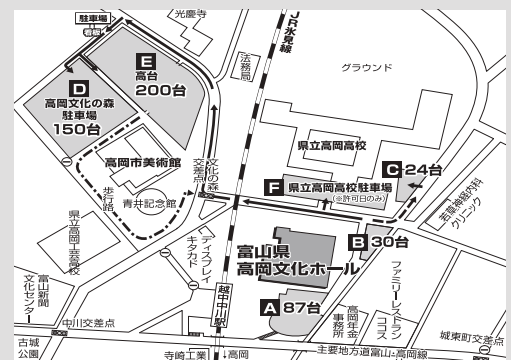 駐車場
看板
光慶寺
JR氷見線
E
高台
200台
法務局
グラウンド
D
高岡文化の森
駐車場
150台
県立高岡高校
高岡市美術館
文化の森
交差点
C 24台
F 県立高岡高校駐車場
(※許可日のみ)
歩行路
青井記念館
若草神経内科
クリニック
県立高岡工芸高校
ディスプレイ
キタカド
富山県
高岡文化ホール
B 30台
富山新聞
文化センター
越中中川駅
A 87台
高岡年金
事務所
ファミリーレストラン
ココス
中川交差点
城東町交差点
古城
公園
寺崎工業
↓高岡
主要地方道富山・高岡線